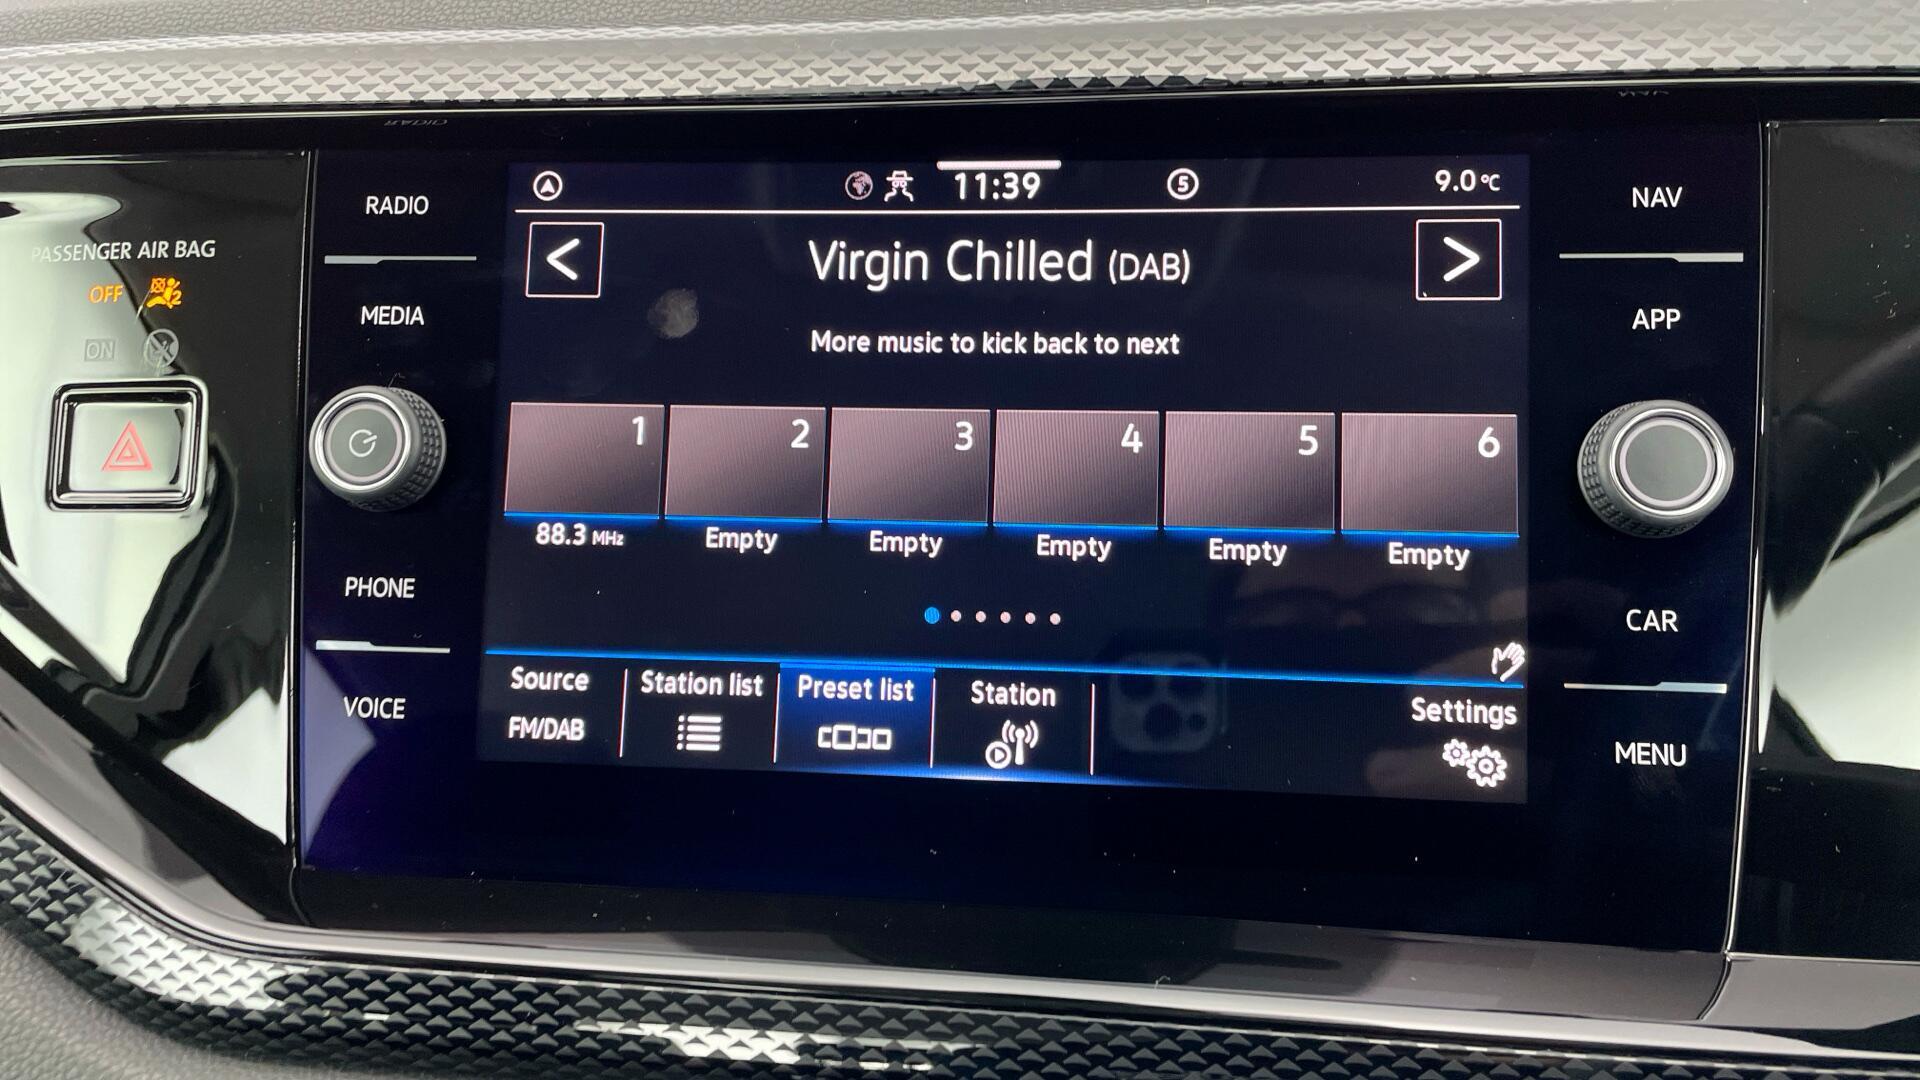 PASSENGER AIR BAG
OFF 2
ON
RADIO
MEDIA
PHONE
VOICE
11:39
5
9.0 °C
< Virgin Chilled (DAB) >
More music to kick back to next
1 2 3 4 5 6
88.3 MHz Empty Empty Empty Empty Empty
Source Station list Preset list Station Settings
FM/DAB
NAV
APP
CAR
MENU